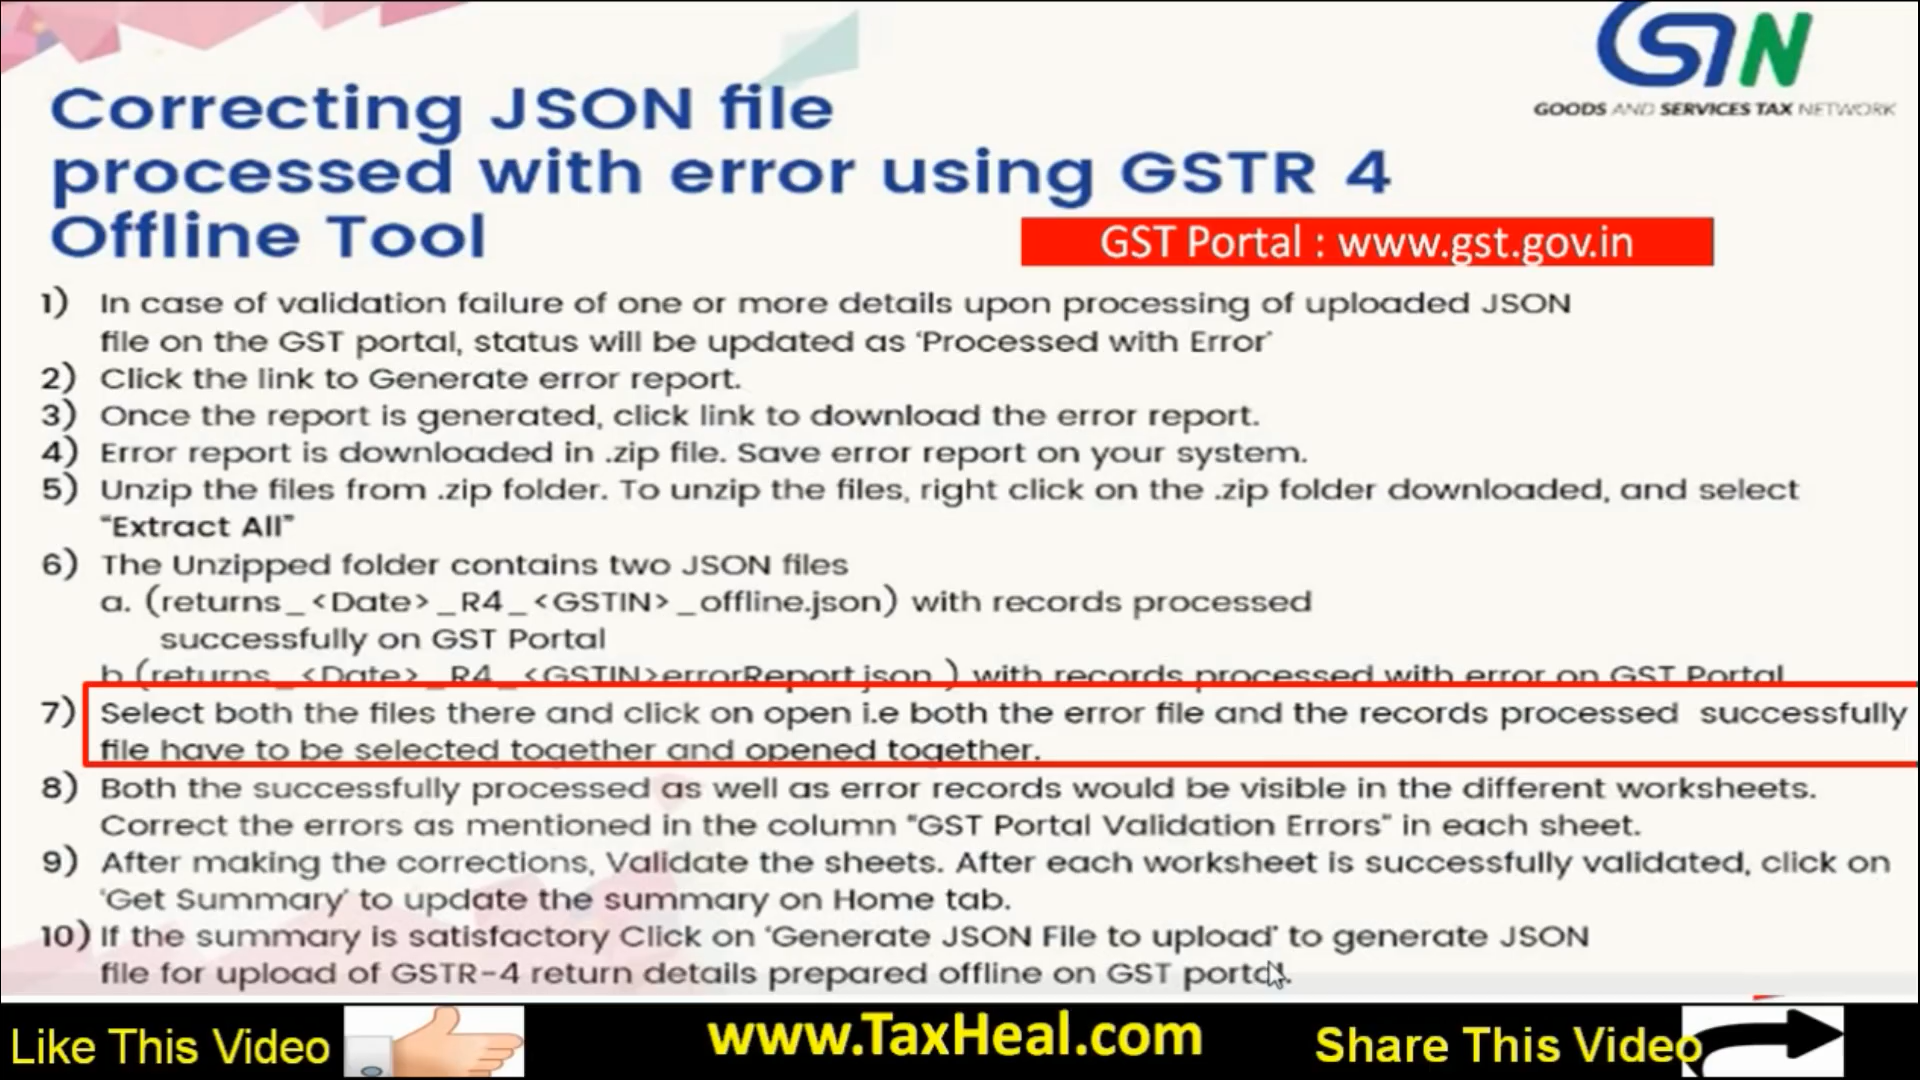 GSTN
GOODS AND SERVICES TAX NETWORK
Correcting JSON file
processed with error using GSTR 4
Offline Tool
GST Portal : www.gst.gov.in
1) In case of validation failure of one or more details upon processing of uploaded JSON
file on the GST portal, status will be updated as ‘Processed with Error’
2) Click the link to Generate error report.
3) Once the report is generated, click link to download the error report.
4) Error report is downloaded in .zip file. Save error report on your system.
5) Unzip the files from .zip folder. To unzip the files, right click on the .zip folder downloaded, and select
“Extract All”
6) The Unzipped folder contains two JSON files
a. (returns_<Date>_R4_<GSTIN>_offline.json) with records processed
successfully on GST Portal
b.(returns_<Date>_R4_<GSTIN>errorReport.json ) with records processed with error on GST Portal
7) Select both the files there and click on open i.e both the error file and the records processed successfully
file have to be selected together and opened together.
8) Both the successfully processed as well as error records would be visible in the different worksheets.
Correct the errors as mentioned in the column “GST Portal Validation Errors” in each sheet.
9) After making the corrections, Validate the sheets. After each worksheet is successfully validated, click on
‘Get Summary’ to update the summary on Home tab.
10) If the summary is satisfactory Click on ‘Generate JSON File to upload’ to generate JSON
file for upload of GSTR-4 return details prepared offline on GST portal.
Like This Video
www.TaxHeal.com
Share This Video